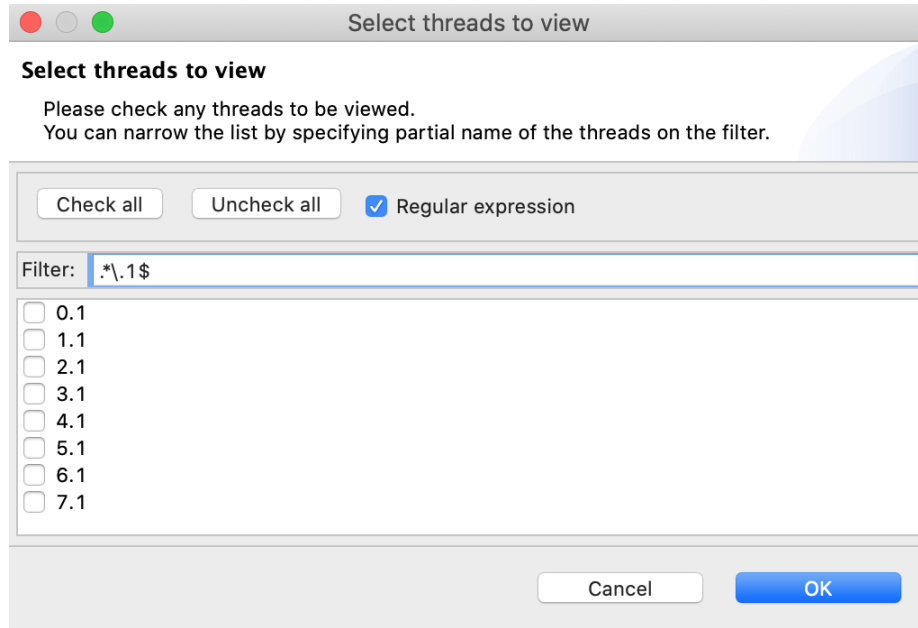 Select threads to view
Select threads to view
Please check any threads to be viewed.
You can narrow the list by specifying partial name of the threads on the filter.
Check all Uncheck all Regular expression
Filter: .*\.1$
0.1
1.1
2.1
3.1
4.1
5.1
6.1
7.1
Cancel OK